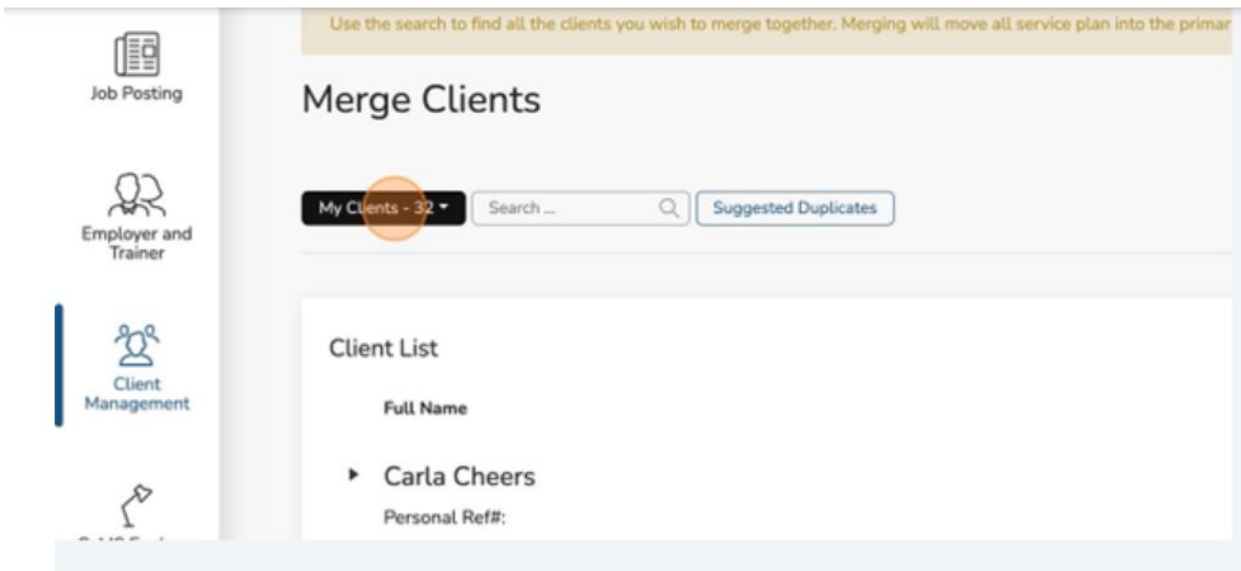 Use the search to find all the clients you wish to merge together. Merging will move all service plan into the primar
Job Posting
Merge Clients
My Clients - 32
Search ...
Suggested Duplicates
Employer and
Trainer
Client List
Client
Management
Full Name
Carla Cheers
Personal Ref#: